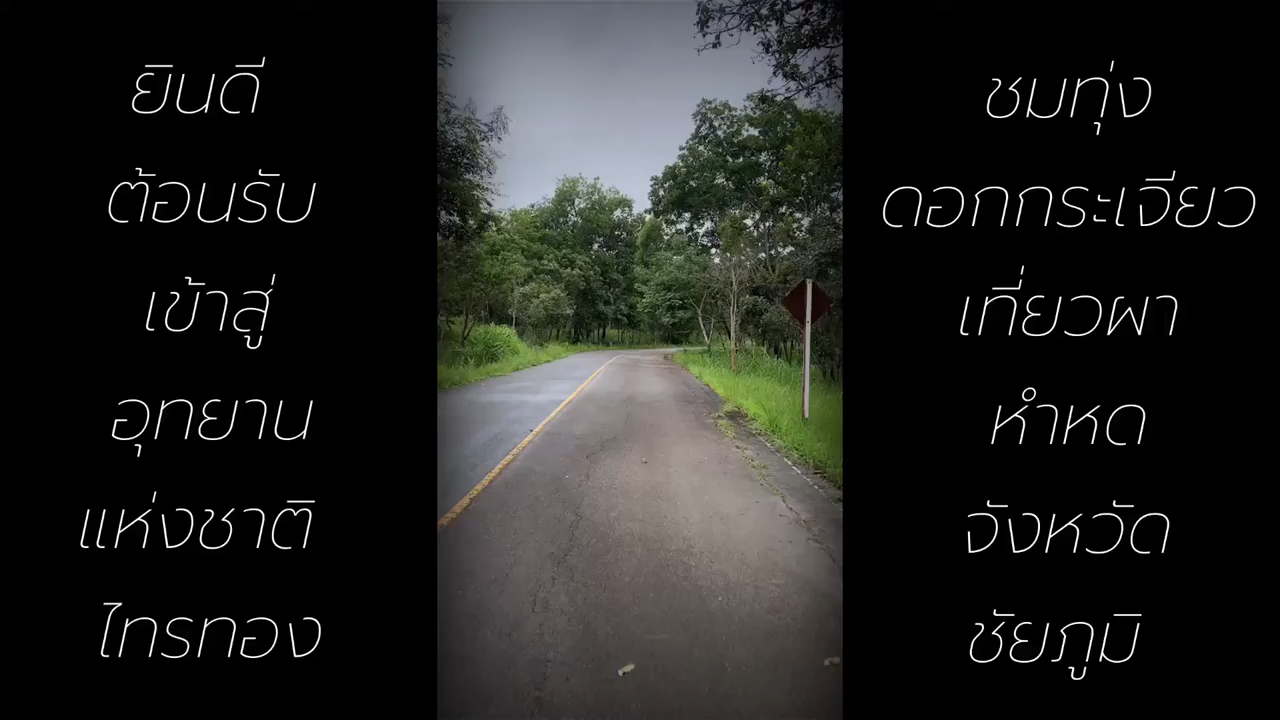 ยินดี
ต้อนรับ
เข้าสู่
อุทยาน
แห่งชาติ
ไทรทอง
ชมทุ่ง
ดอกกระเจียว
เที่ยวผา
หำหด
จังหวัด
ชัยภูมิ